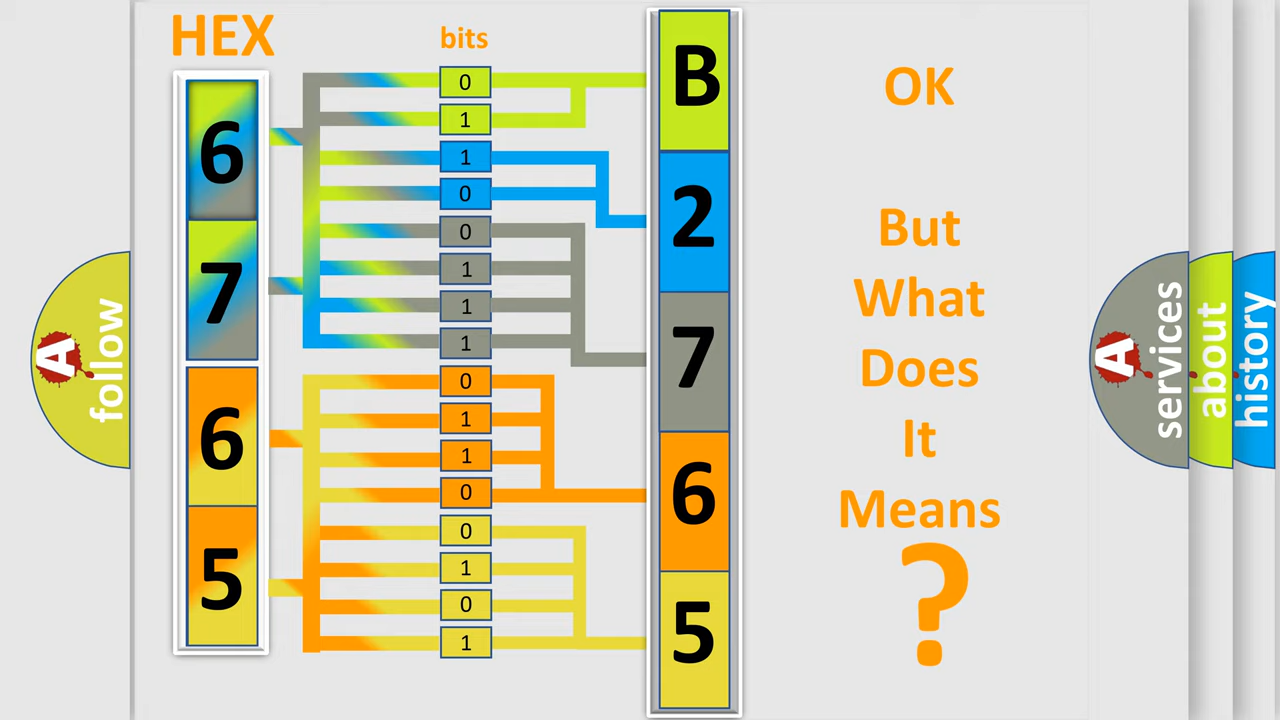 HEX
bits
6
7
6
5
0
1
1
0
0
1
1
1
0
1
1
0
0
1
0
1
B
2
7
6
5
OK
But
What
Does
It
Means
?
A
follow
A
services
about
history